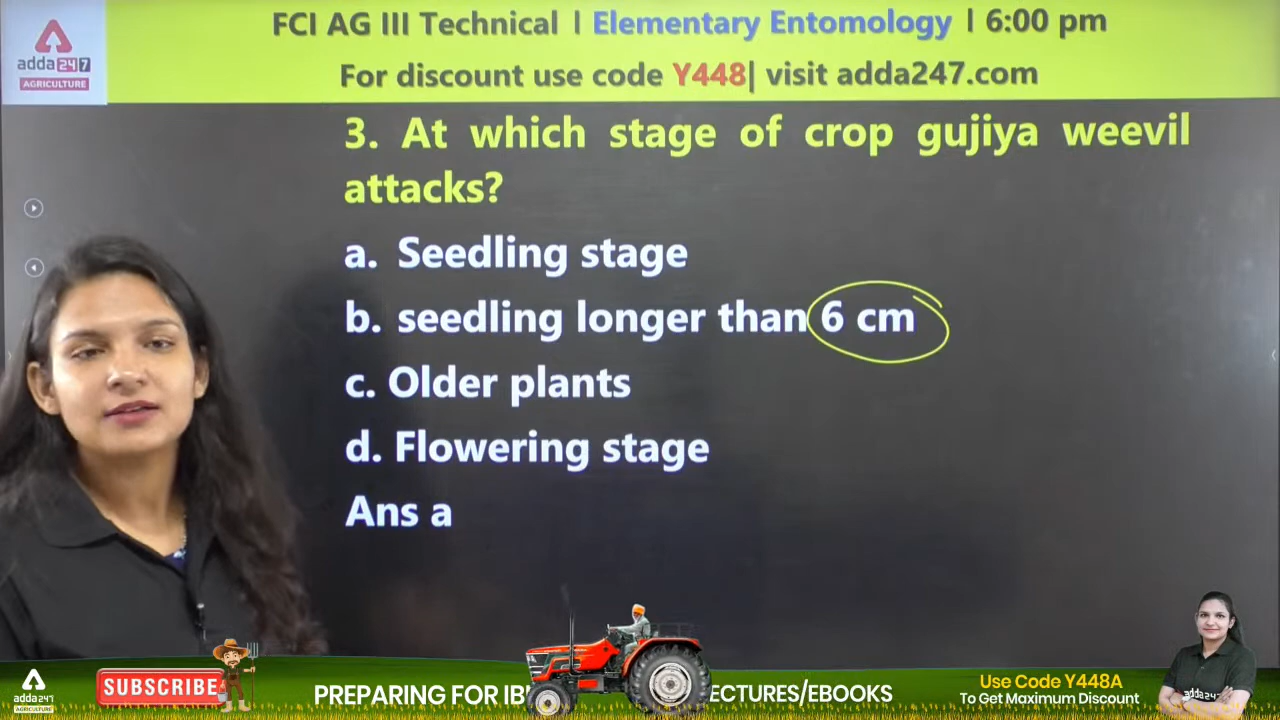 FCI AG III Technical l Elementary Entomology l 6:00 pm
adda247
AGRICULTURE
For discount use code Y448| visit adda247.com
3. At which stage of crop gujiya weevil
attacks?
a. Seedling stage
b. seedling longer than 6 cm
c. Older plants
d. Flowering stage
Ans a
adda247
AGRICULTURE
SUBSCRIBE
PREPARING FOR IB
ECTURES/EBOOKS
Use Code Y448A
To Get Maximum Discount
adda247